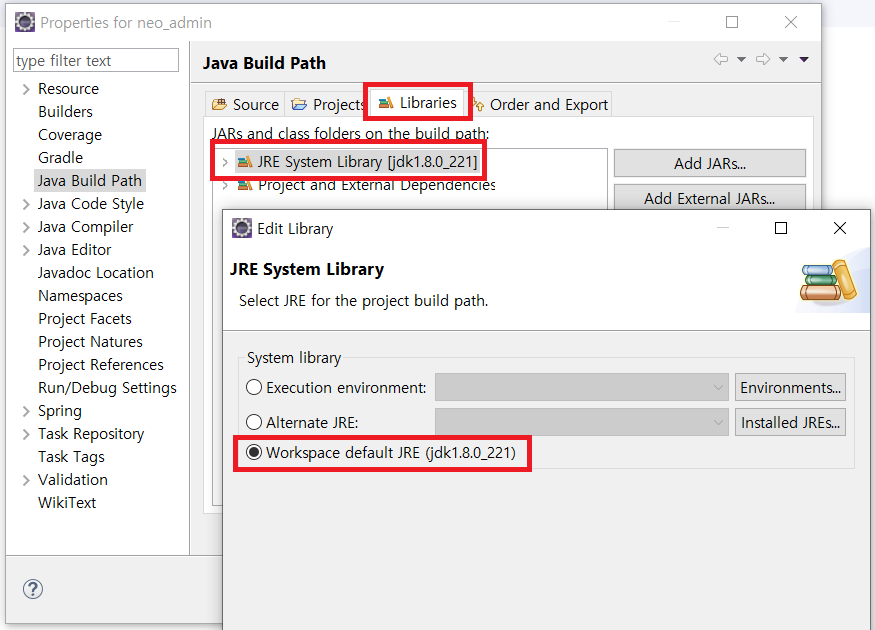 Properties for neo_admin
type filter text
Resource
Builders
Coverage
Gradle
Java Build Path
Java Code Style
Java Compiler
Java Editor
Javadoc Location
Namespaces
Project Facets
Project Natures
Project References
Run/Debug Settings
Spring
Task Repository
Task Tags
Validation
WikiText
Java Build Path
Source Projects Libraries Order and Export
JARs and class folders on the build path:
JRE System Library [jdk1.8.0_221]
Project and External Dependencies
Add JARs...
Add External JARs...
Edit Library
JRE System Library
Select JRE for the project build path.
System library
Execution environment: Environments...
Alternate JRE: Installed JREs...
Workspace default JRE (jdk1.8.0_221)
?